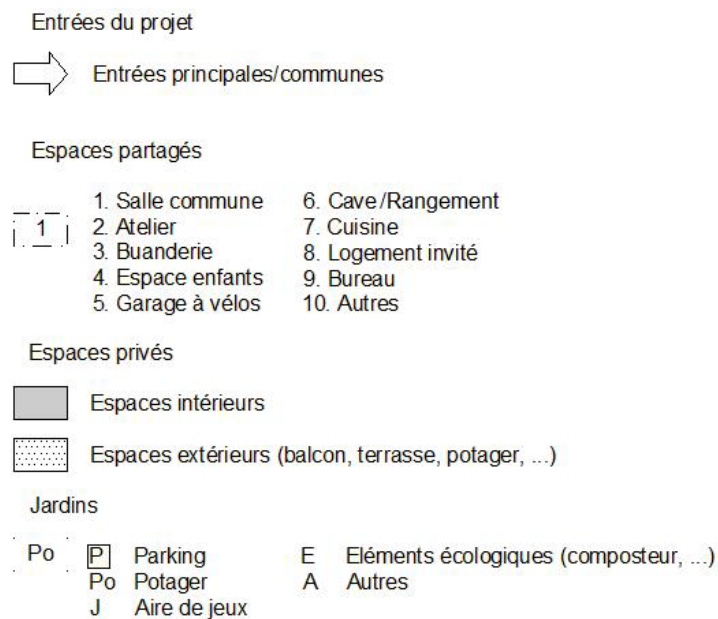 Entrées du projet
Entrées principales/communes
Espaces partagés
1
1. Salle commune
2. Atelier
3. Buanderie
4. Espace enfants
5. Garage à vélos
6. Cave/Rangement
7. Cuisine
8. Logement invité
9. Bureau
10. Autres
Espaces privés
Espaces intérieurs
Espaces extérieurs (balcon, terrasse, potager, ...)
Jardins
Po
P Parking
Po Potager
J Aire de jeux
E Eléments écologiques (composteur, ...)
A Autres